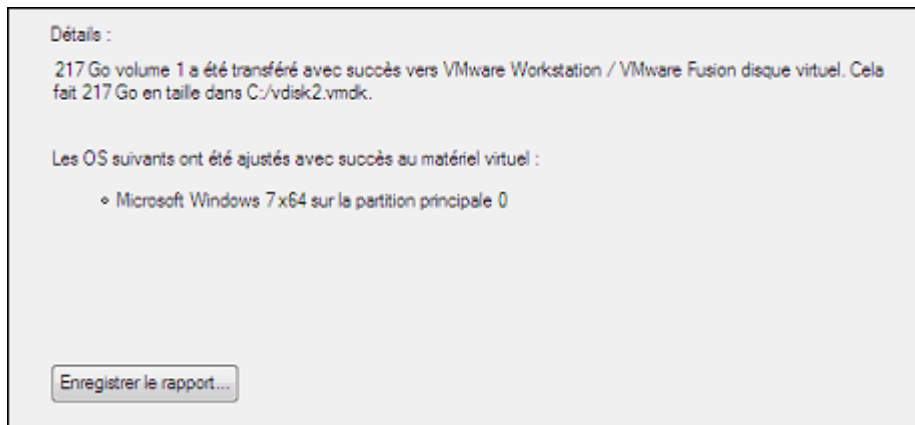 Détails :
217 Go volume 1 a été transféré avec succès vers VMware Workstation / VMware Fusion disque virtuel. Cela
fait 217 Go en taille dans C:/vdisk2.vmdk.
Les OS suivants ont été ajustés avec succès au matériel virtuel :
Microsoft Windows 7 x64 sur la partition principale 0
Enregistrer le rapport...